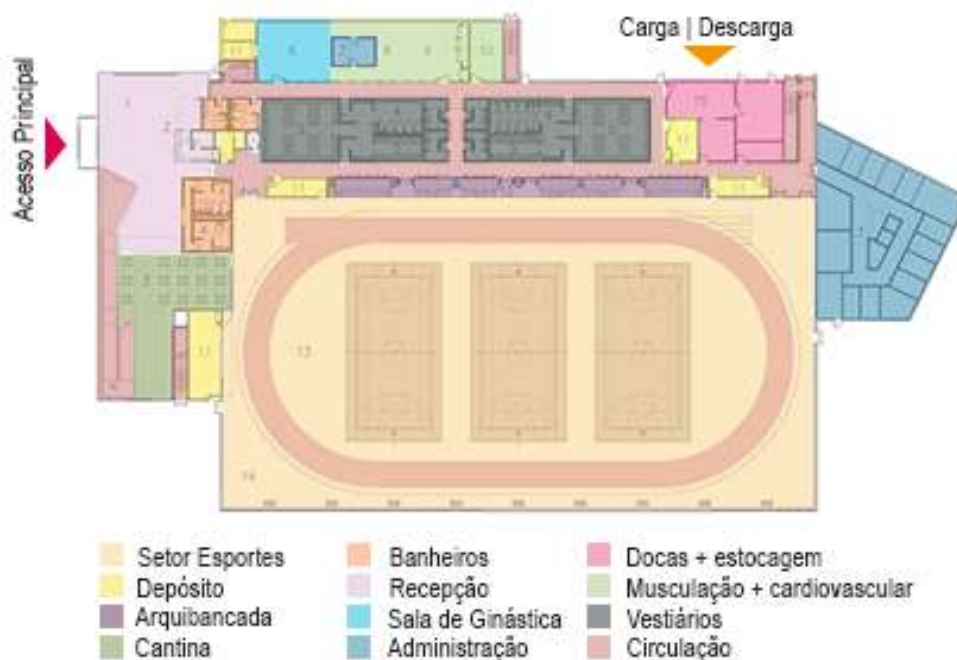 Carga | Descarga
Acesso Principal
Setor Esportes
Depósito
Arquibancada
Cantina
Banheiros
Recepção
Sala de Ginástica
Administração
Docas + estocagem
Musculação + cardiovascular
Vestiários
Circulação